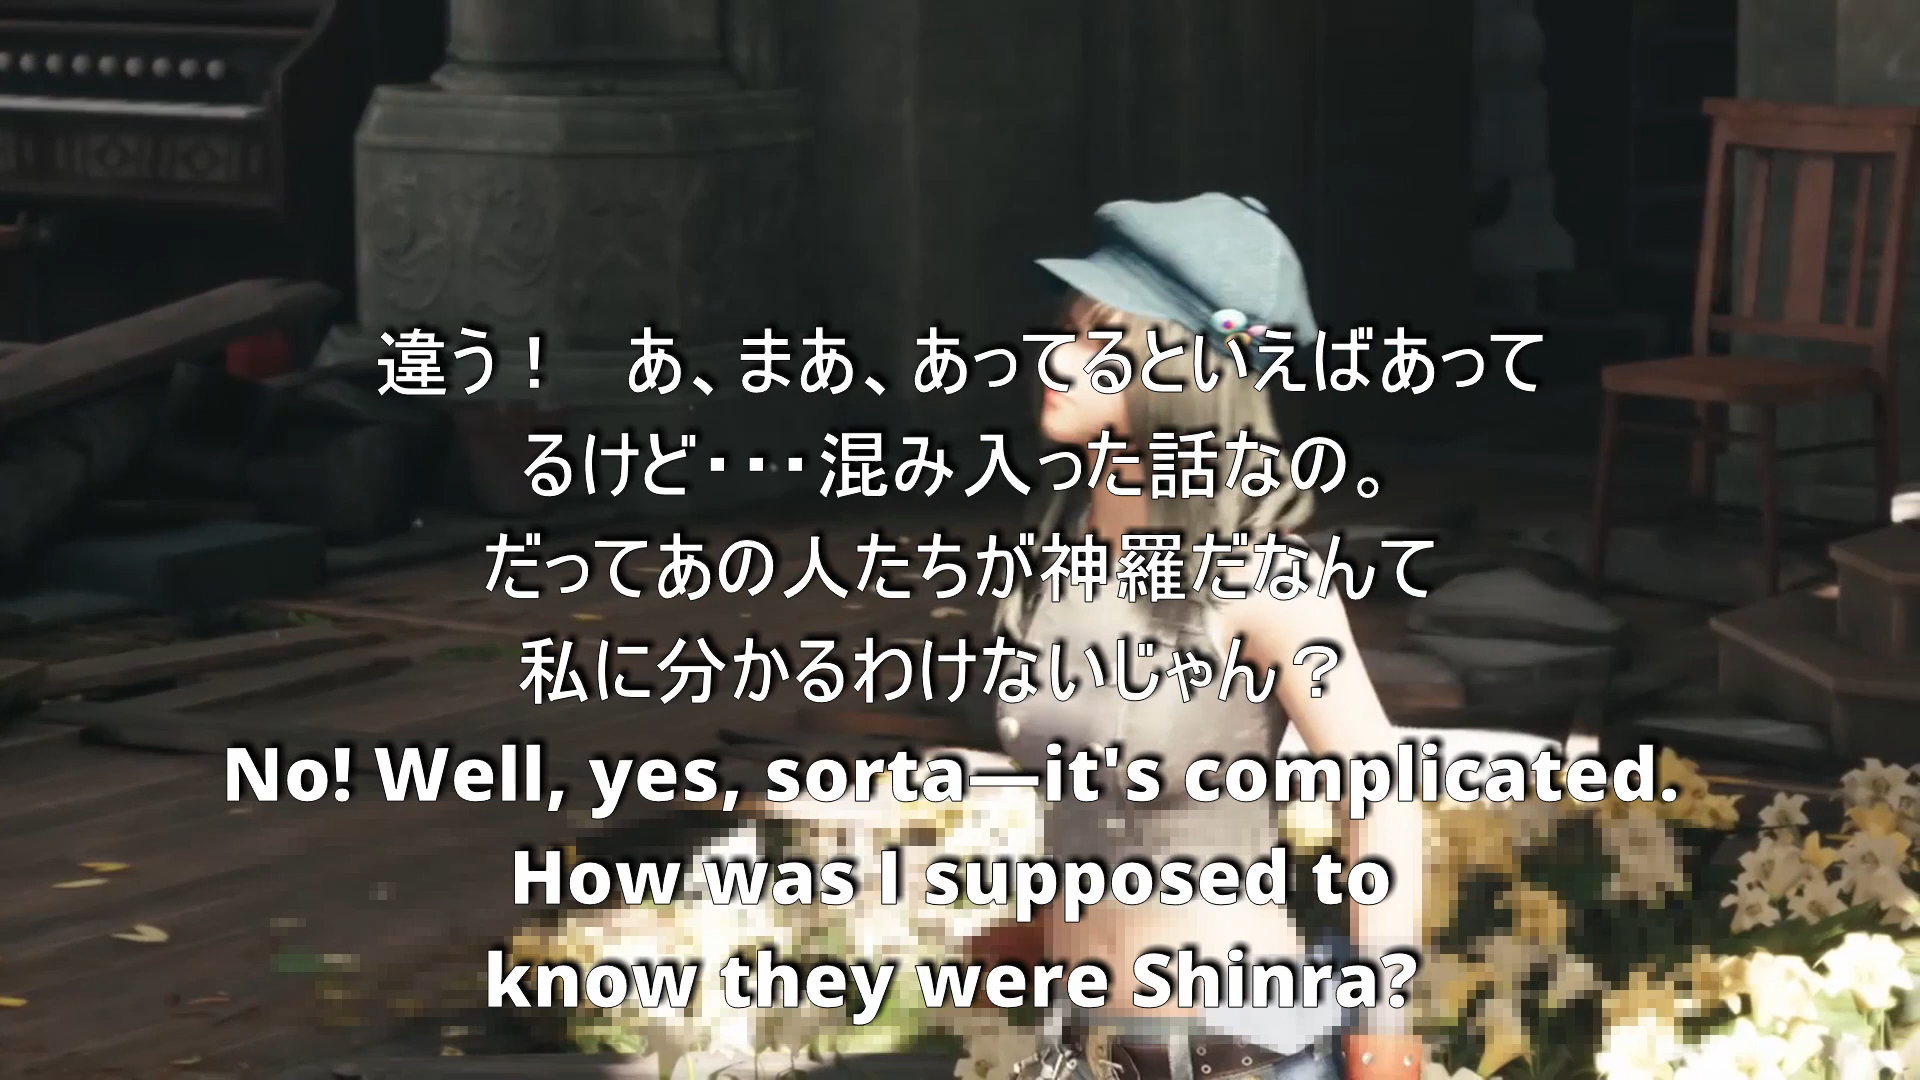 違う！　あ、まあ、あってるといえばあって
るけど･･･混み入った話なの。
だってあの人たちが神羅だなんて
私に分かるわけないじゃん？
No! Well, yes, sorta—it's complicated.
How was I supposed to
know they were Shinra?